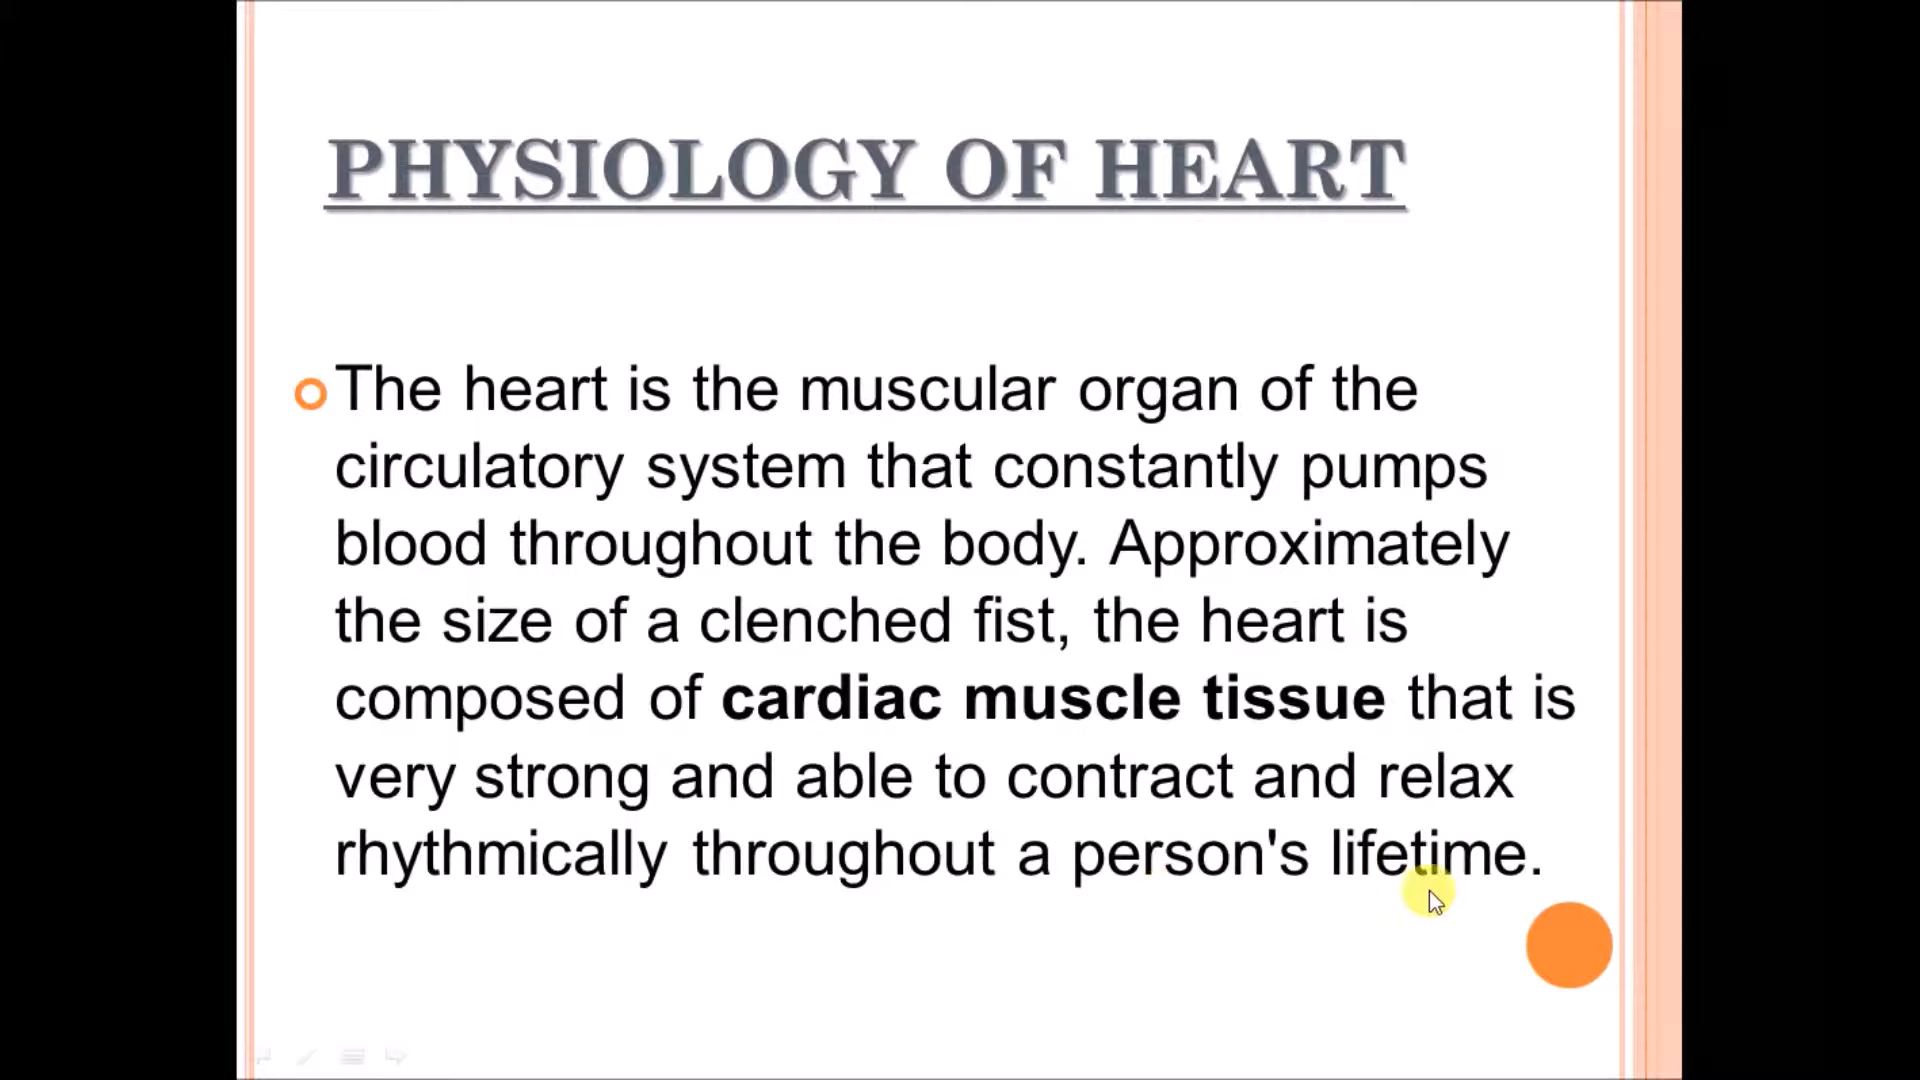 PHYSIOLOGY OF HEART
The heart is the muscular organ of the
circulatory system that constantly pumps
blood throughout the body. Approximately
the size of a clenched fist, the heart is
composed of cardiac muscle tissue that is
very strong and able to contract and relax
rhythmically throughout a person's lifetime.